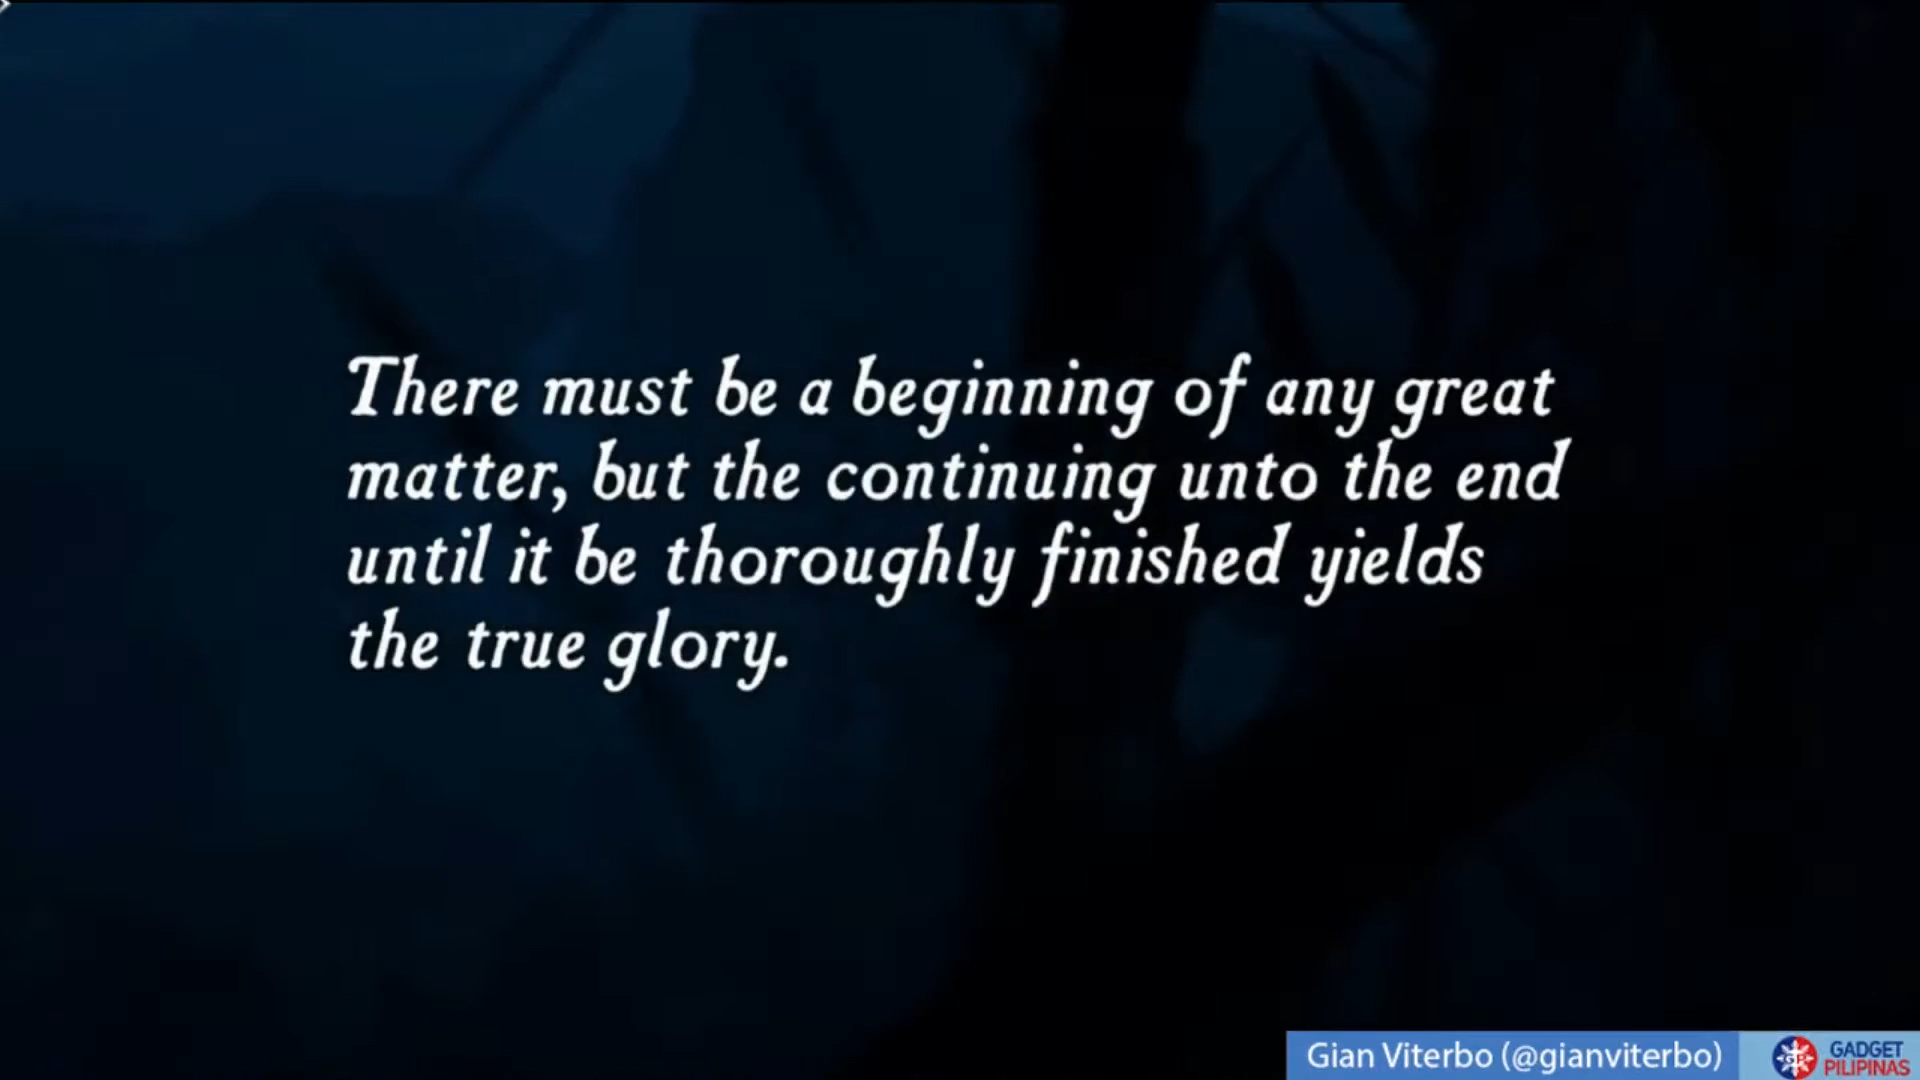 There must be a beginning of any great
matter, but the continuing unto the end
until it be thoroughly finished yields
the true glory.
Gian Viterbo (@gianviterbo)
GP
GADGET
PILIPINAS